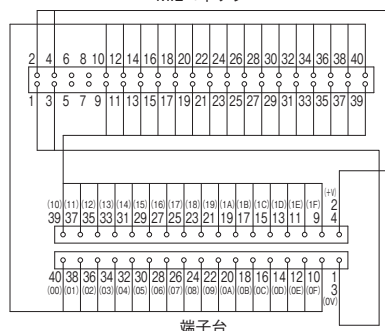 2 4 6 8 10 12 14 16 18 20 22 24 26 28 30 32 34 36 38 40
1 3 5 7 9 11 13 15 17 19 21 23 25 27 29 31 33 35 37 39
(+V)
(10) (11) (12) (13) (14) (15) (16) (17) (18) (19) (1A) (1B) (1C) (1D) (1E) (1F) 2
39 37 35 33 31 29 27 25 23 21 19 17 15 13 11 9 4
40 38 36 34 32 30 28 26 24 22 20 18 16 14 12 10 1
(00) (01) (02) (03) (04) (05) (06) (07) (08) (09) (0A) (0B) (0C) (0D) (0E) (0F) 3
(0V)
端子台